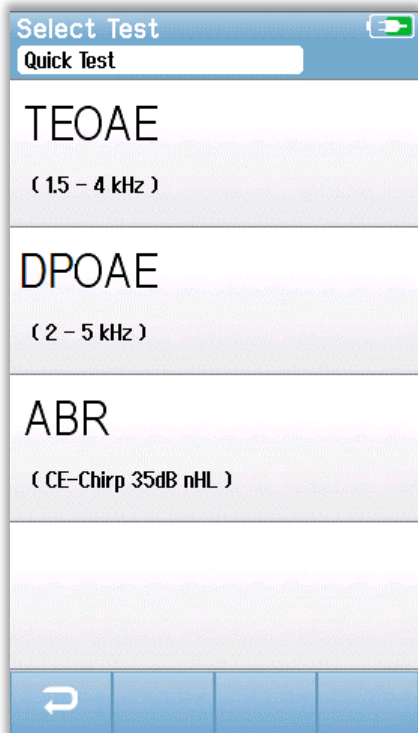 Select Test
Quick Test
TEOAE
( 1.5 - 4 kHz )
DPOAE
( 2 - 5 kHz )
ABR
( CE-Chirp 35dB nHL )